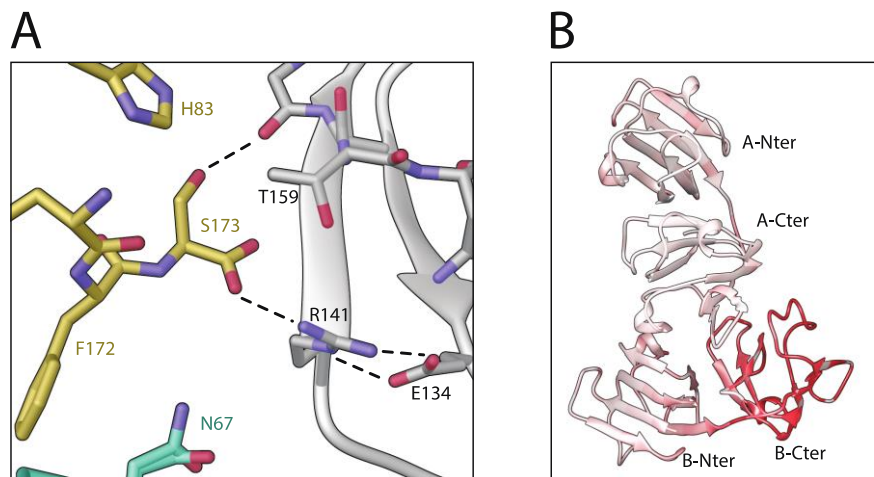 A
H83
T159
S173
R141
F172
E134
N67
B
A-Nter
A-Cter
B-Nter
B-Cter